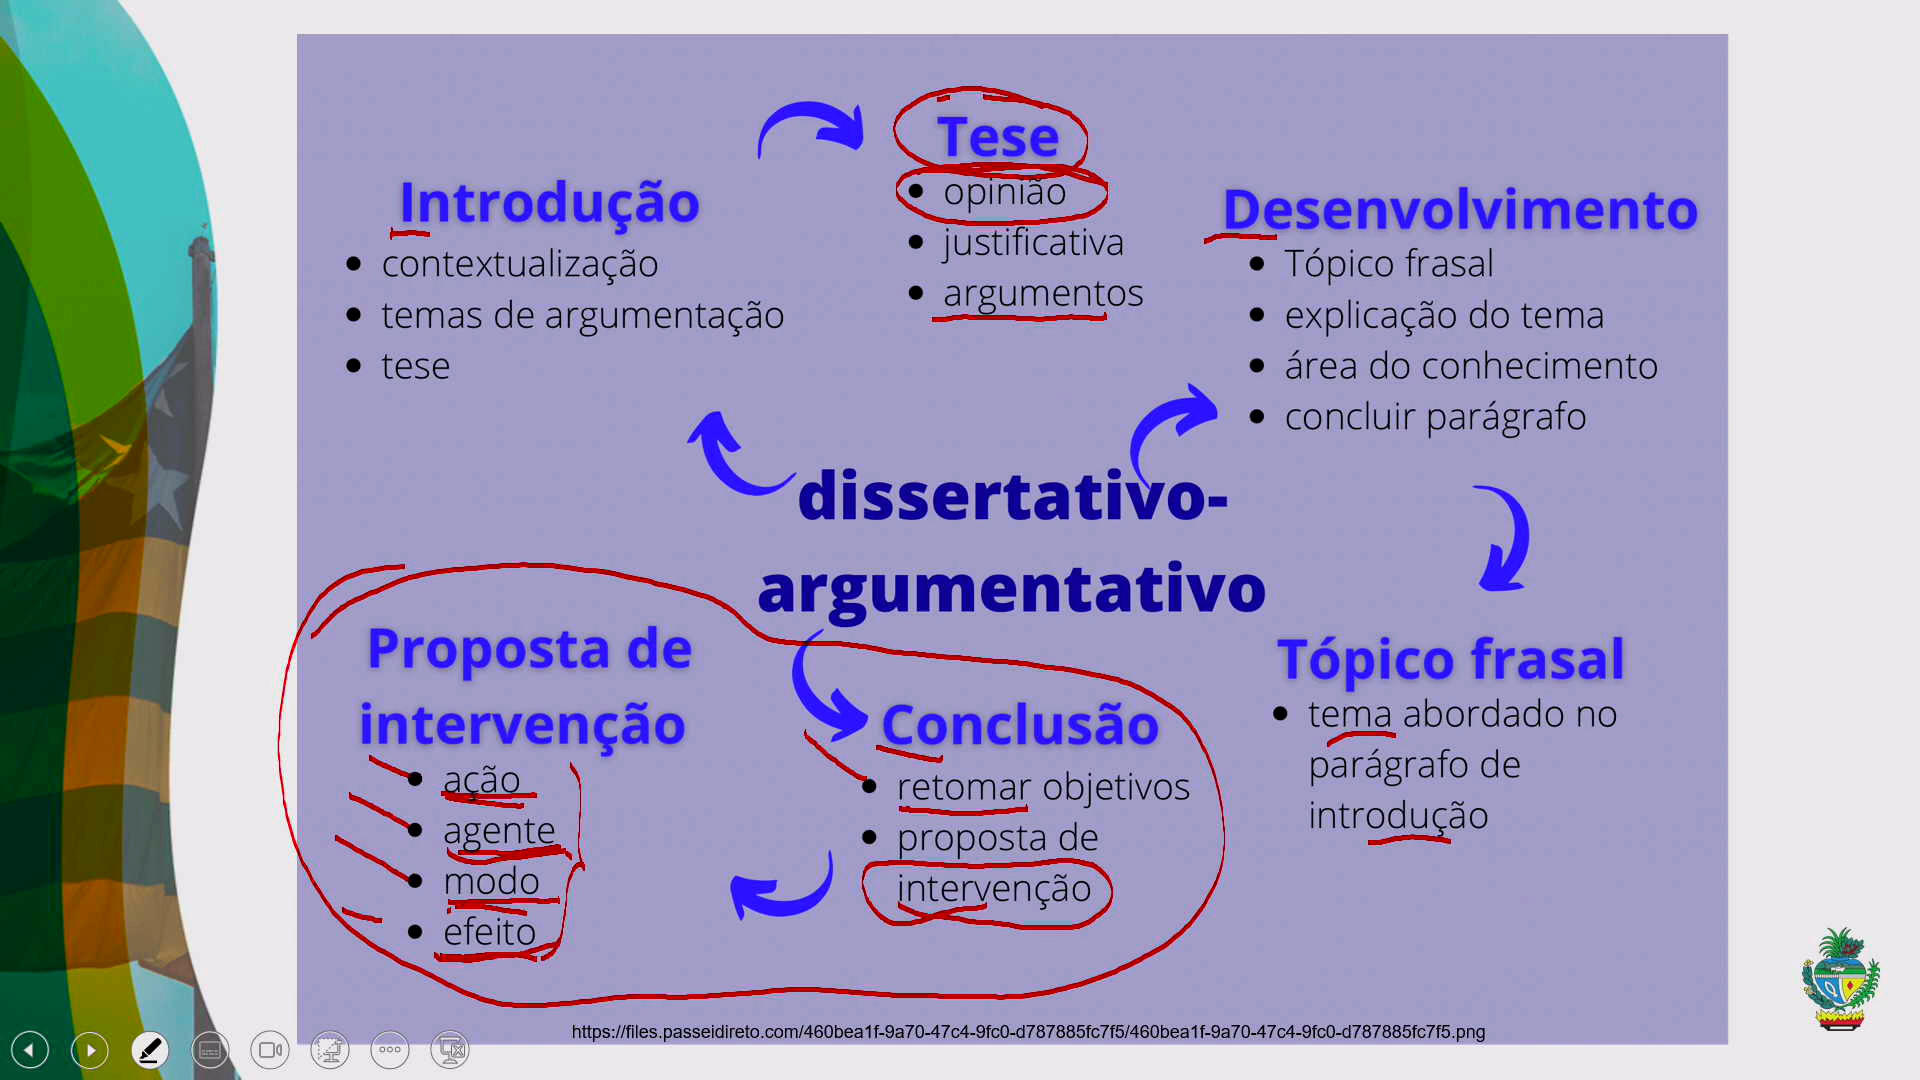 Tese
opinião
justificativa
argumentos
Introdução
contextualização
temas de argumentação
tese
Desenvolvimento
Tópico frasal
explicação do tema
área do conhecimento
concluir parágrafo
dissertativo-
argumentativo
Proposta de
intervenção
ação
agente
modo
efeito
Conclusão
retomar objetivos
proposta de
intervenção
Tópico frasal
tema abordado no
parágrafo de
introdução
https://files.passeidireto.com/460bea1f-9a70-47c4-9fc0-d787885fc7f5/460bea1f-9a70-47c4-9fc0-d787885fc7f5.png